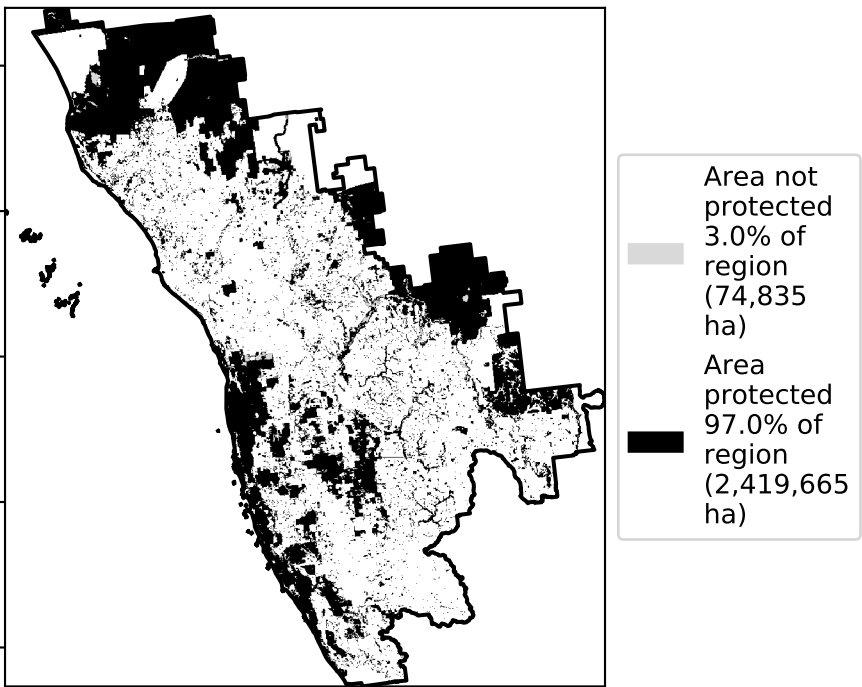 Area not
protected
3.0% of
region
(74,835
ha)
Area
protected
97.0% of
region
(2,419,665
ha)